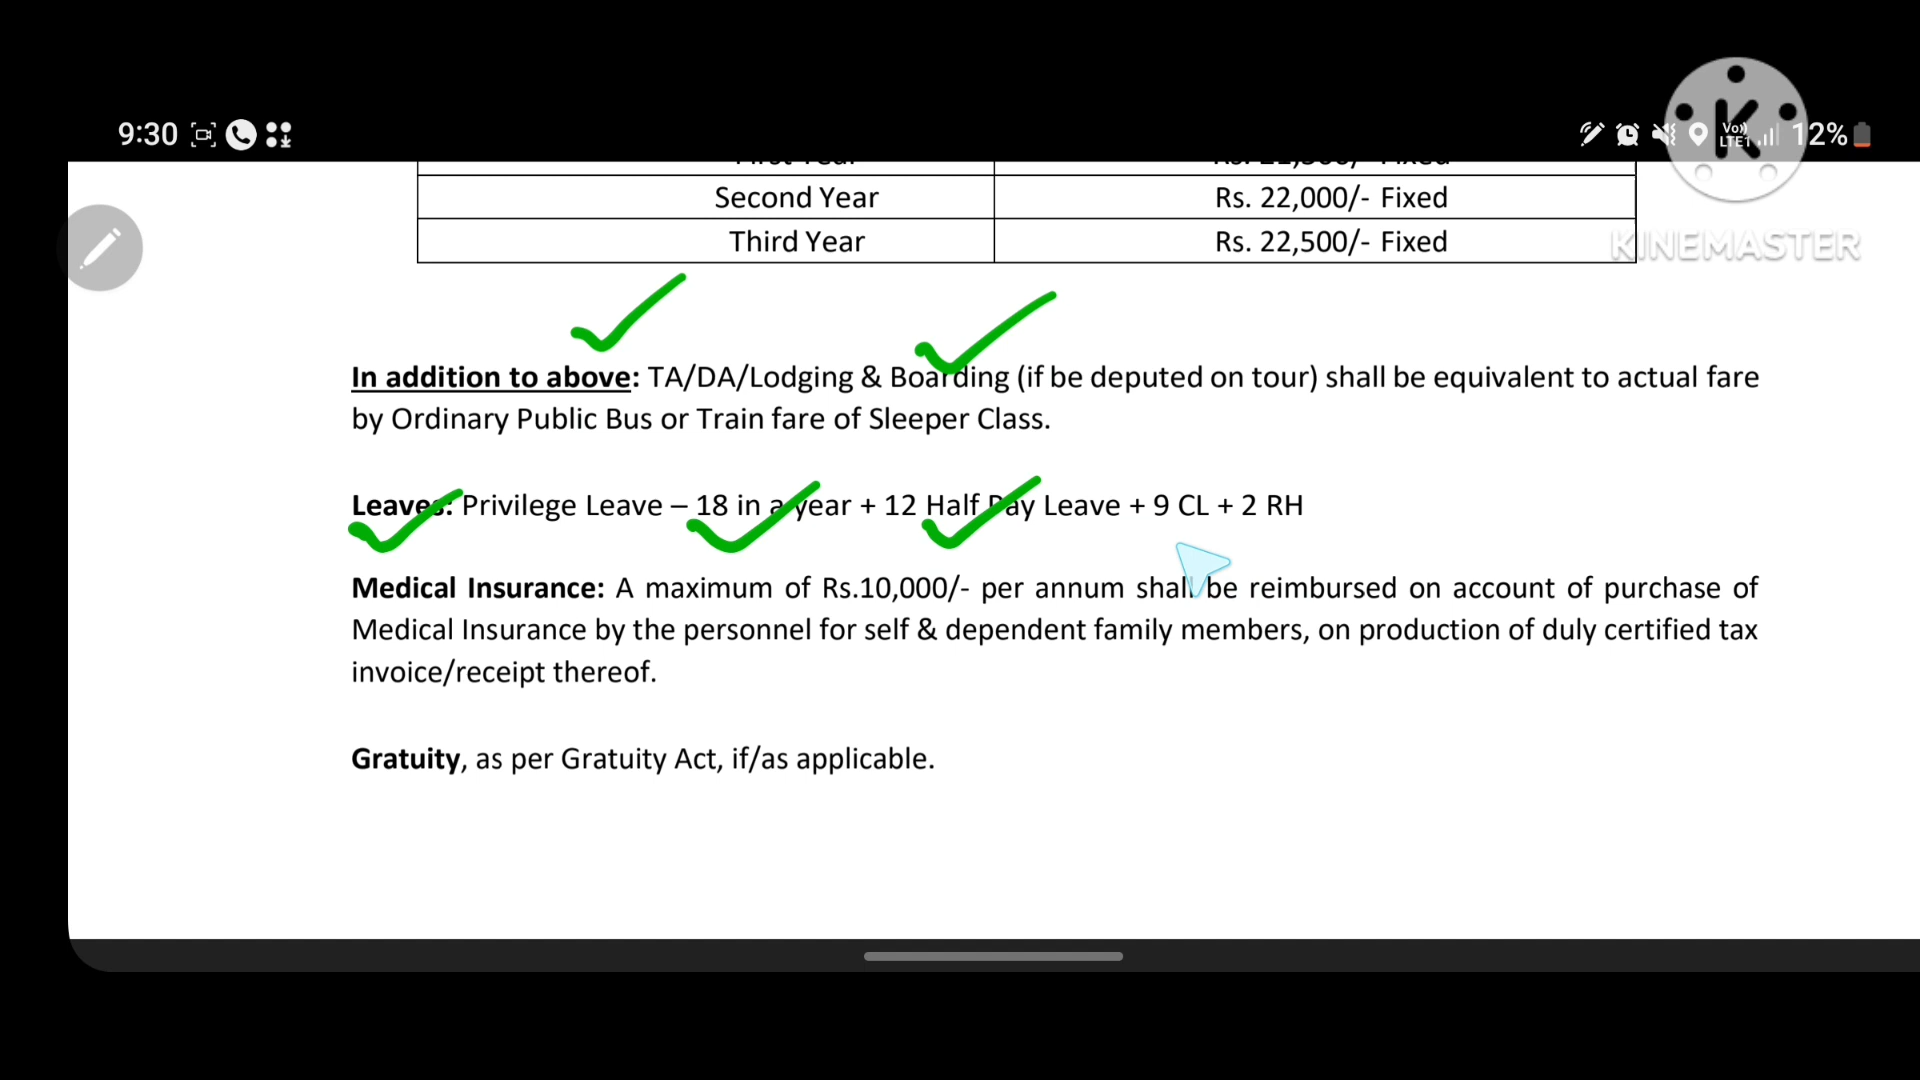 9:30
Vo))
LTE1
12%
K
KINEMASTER
First Year
Second Year Rs. 22,000/- Fixed
Third Year Rs. 22,500/- Fixed
In addition to above: TA/DA/Lodging & Boarding (if be deputed on tour) shall be equivalent to actual fare
by Ordinary Public Bus or Train fare of Sleeper Class.
Leaves: Privilege Leave – 18 in a year + 12 Half Pay Leave + 9 CL + 2 RH
Medical Insurance: A maximum of Rs.10,000/- per annum shall be reimbursed on account of purchase of
Medical Insurance by the personnel for self & dependent family members, on production of duly certified tax
invoice/receipt thereof.
Gratuity, as per Gratuity Act, if/as applicable.